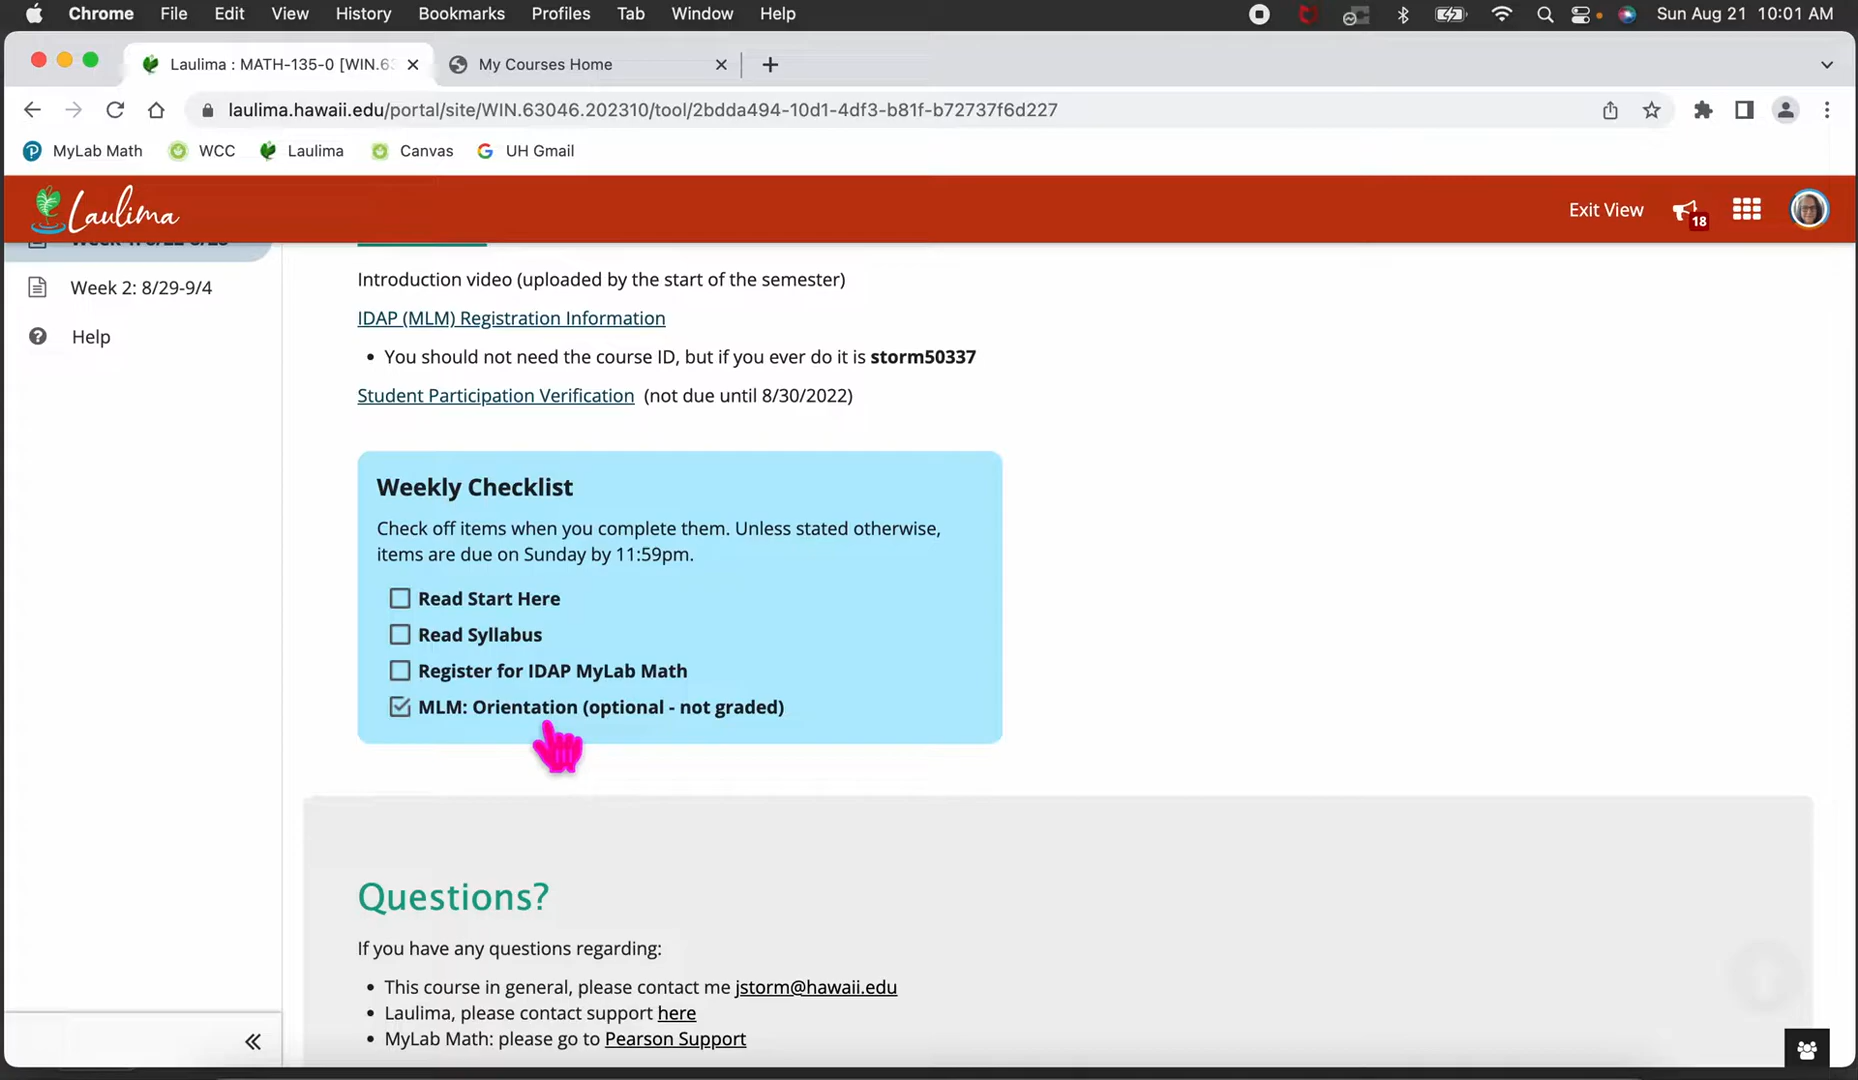 Chrome File Edit View History Bookmarks Profiles Tab Window Help Sun Aug 21 10:01 AM
Laulima : MATH-135-0 [WIN.63 My Courses Home
laulima.hawaii.edu/portal/site/WIN.63046.202310/tool/2bdda494-10d1-4df3-b81f-b72737f6d227
MyLab Math WCC Laulima Canvas UH Gmail
Laulima Exit View 18
Week 2: 8/29-9/4
Help
Introduction video (uploaded by the start of the semester)
IDAP (MLM) Registration Information
• You should not need the course ID, but if you ever do it is storm50337
Student Participation Verification (not due until 8/30/2022)
Weekly Checklist
Check off items when you complete them. Unless stated otherwise,
items are due on Sunday by 11:59pm.
Read Start Here
Read Syllabus
Register for IDAP MyLab Math
MLM: Orientation (optional - not graded)
Questions?
If you have any questions regarding:
• This course in general, please contact me jstorm@hawaii.edu
• Laulima, please contact support here
• MyLab Math: please go to Pearson Support